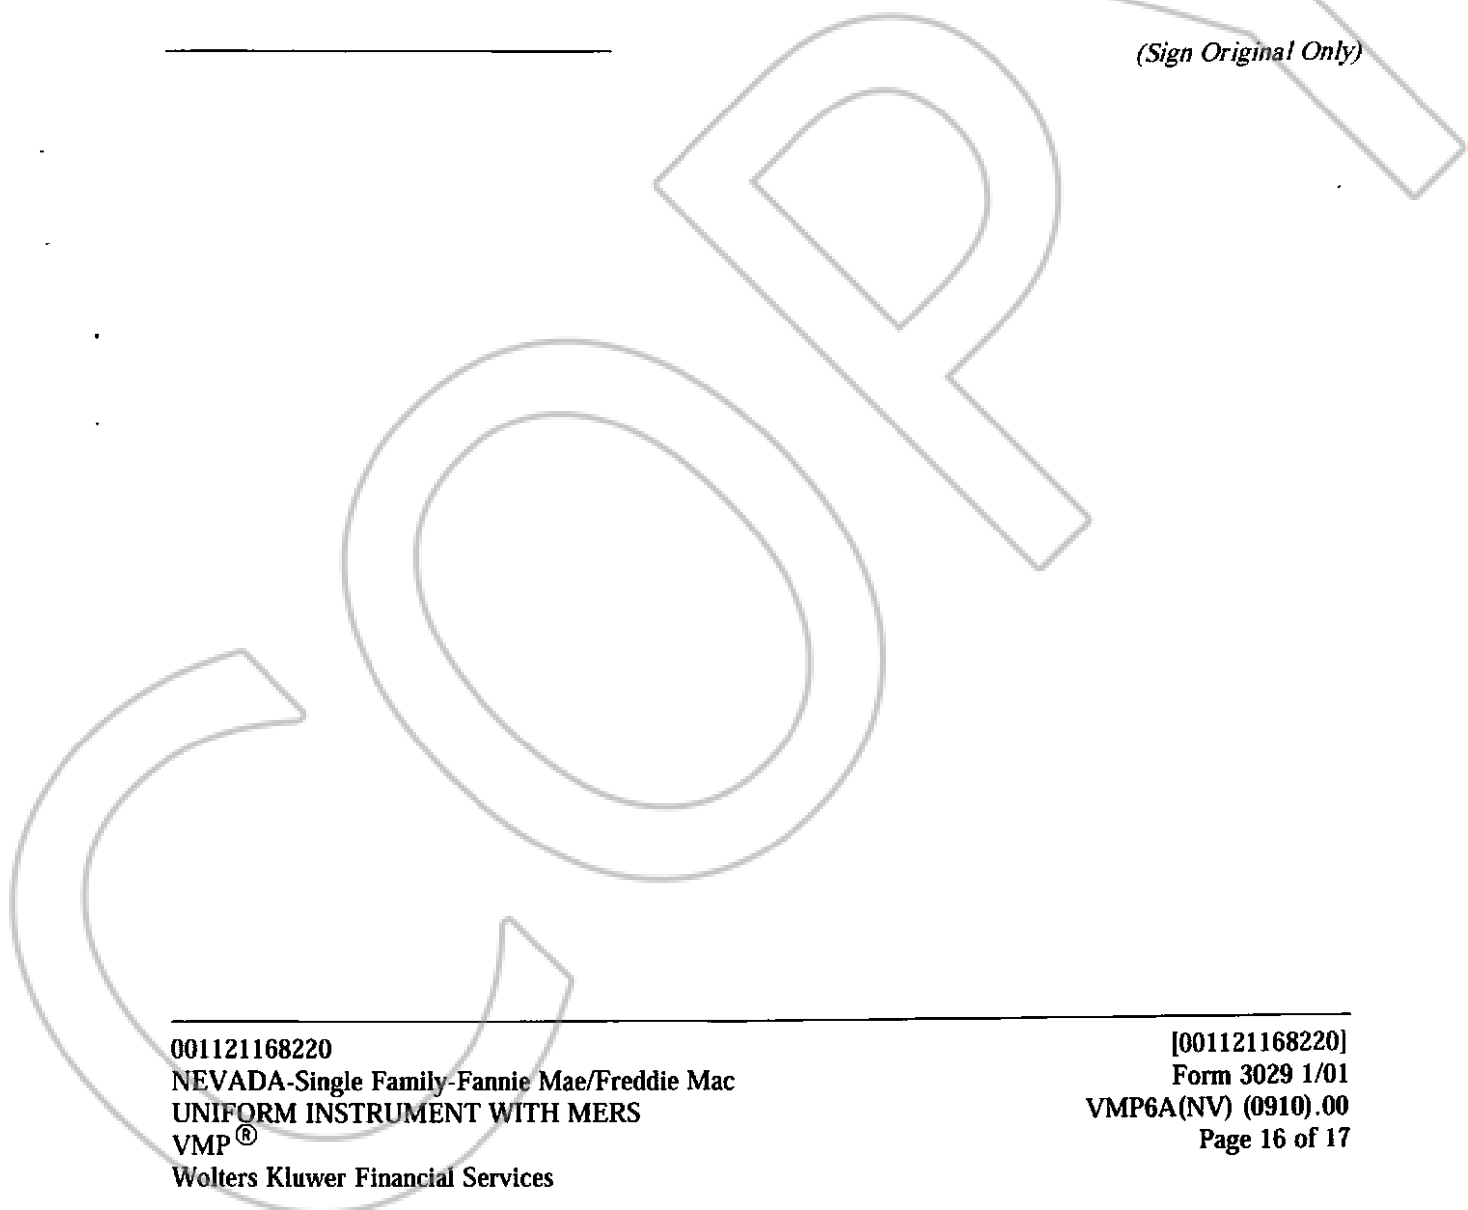 (Sign Original Only)
COPY
001121168220
NEVADA-Single Family-Fannie Mae/Freddie Mac
UNIFORM INSTRUMENT WITH MERS
VMP ®
Wolters Kluwer Financial Services
[001121168220]
Form 3029 1/01
VMP6A(NV) (0910).00
Page 16 of 17